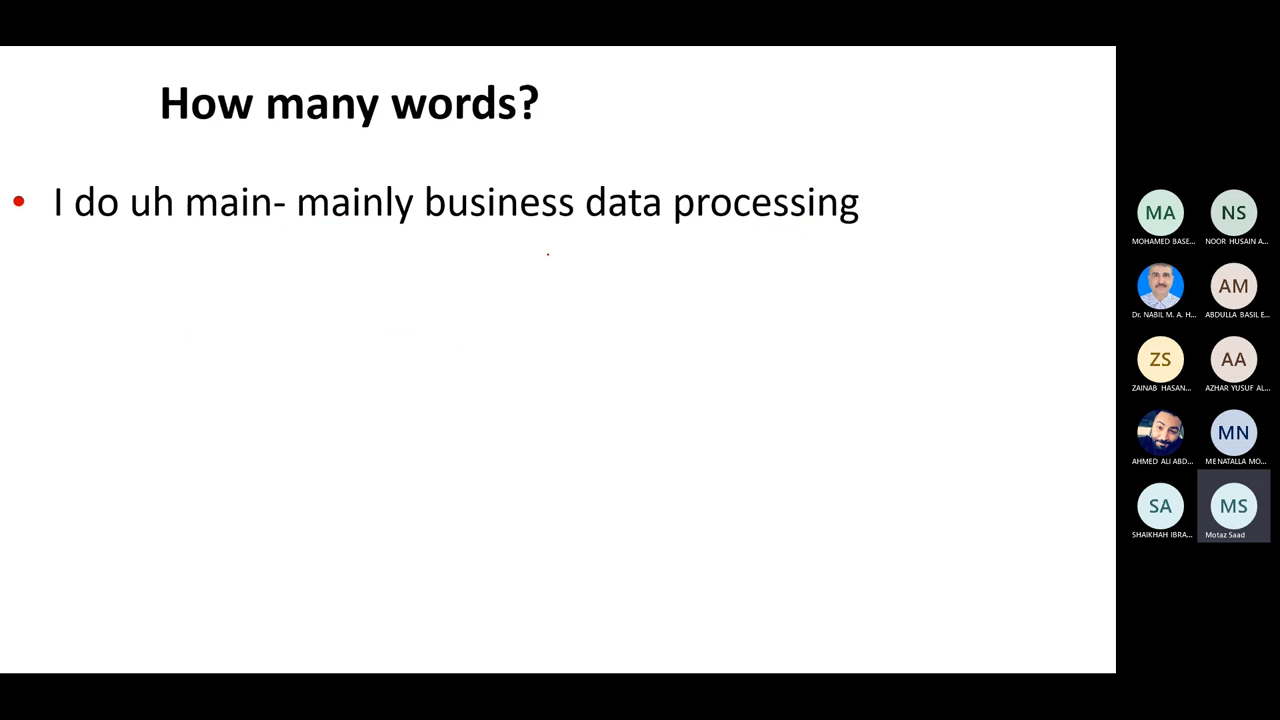 How many words?
• I do uh main- mainly business data processing
MA
NS
MOHAMED BASE...
NOOR HUSAIN A...
AM
Dr. NABIL M. A. H...
ABDULLA BASIL E...
ZS
AA
ZAINAB HASAN...
AZHAR YUSUF AL...
MN
AHMED ALI ABD...
MENATALLA MO...
SA
MS
SHAIKHAH IBRA...
Motaz Saad